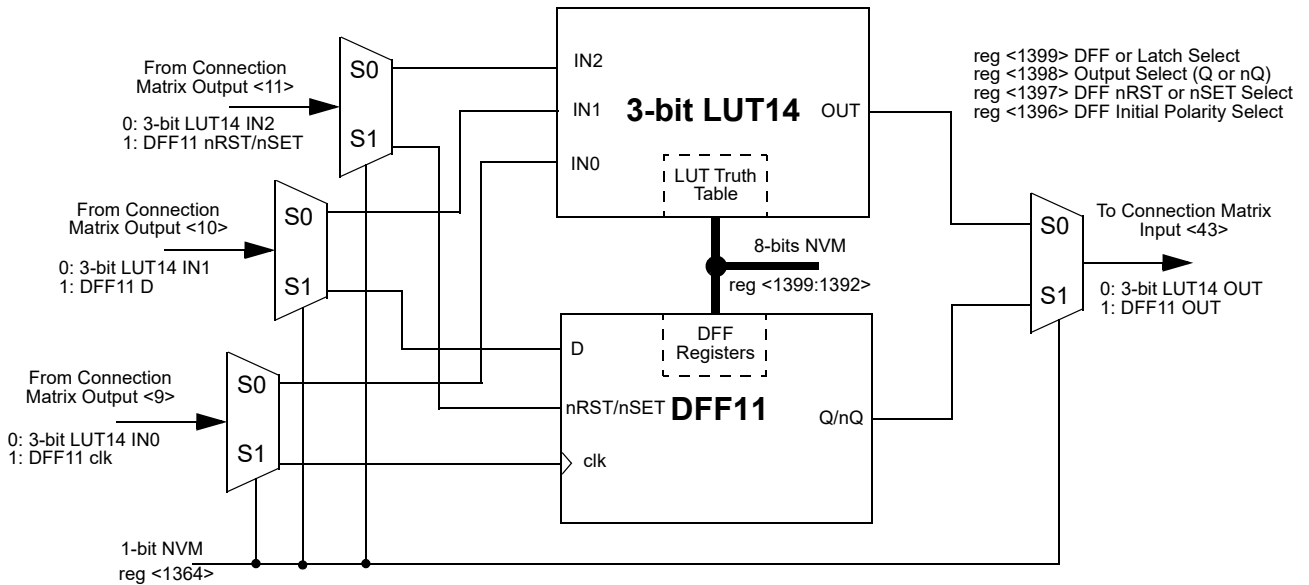 From Connection
Matrix Output <11>
0: 3-bit LUT14 IN2
1: DFF11 nRST/nSET
S0
S1
From Connection
Matrix Output <10>
0: 3-bit LUT14 IN1
1: DFF11 D
S0
S1
From Connection
Matrix Output <9>
0: 3-bit LUT14 IN0
1: DFF11 clk
S0
S1
1-bit NVM
reg <1364>
IN2
IN1
IN0
3-bit LUT14
OUT
LUT Truth
Table
8-bits NVM
reg <1399:1392>
DFF
Registers
D
nRST/nSET
clk
DFF11
Q/nQ
reg <1399> DFF or Latch Select
reg <1398> Output Select (Q or nQ)
reg <1397> DFF nRST or nSET Select
reg <1396> DFF Initial Polarity Select
S0
S1
To Connection Matrix
Input <43>
0: 3-bit LUT14 OUT
1: DFF11 OUT